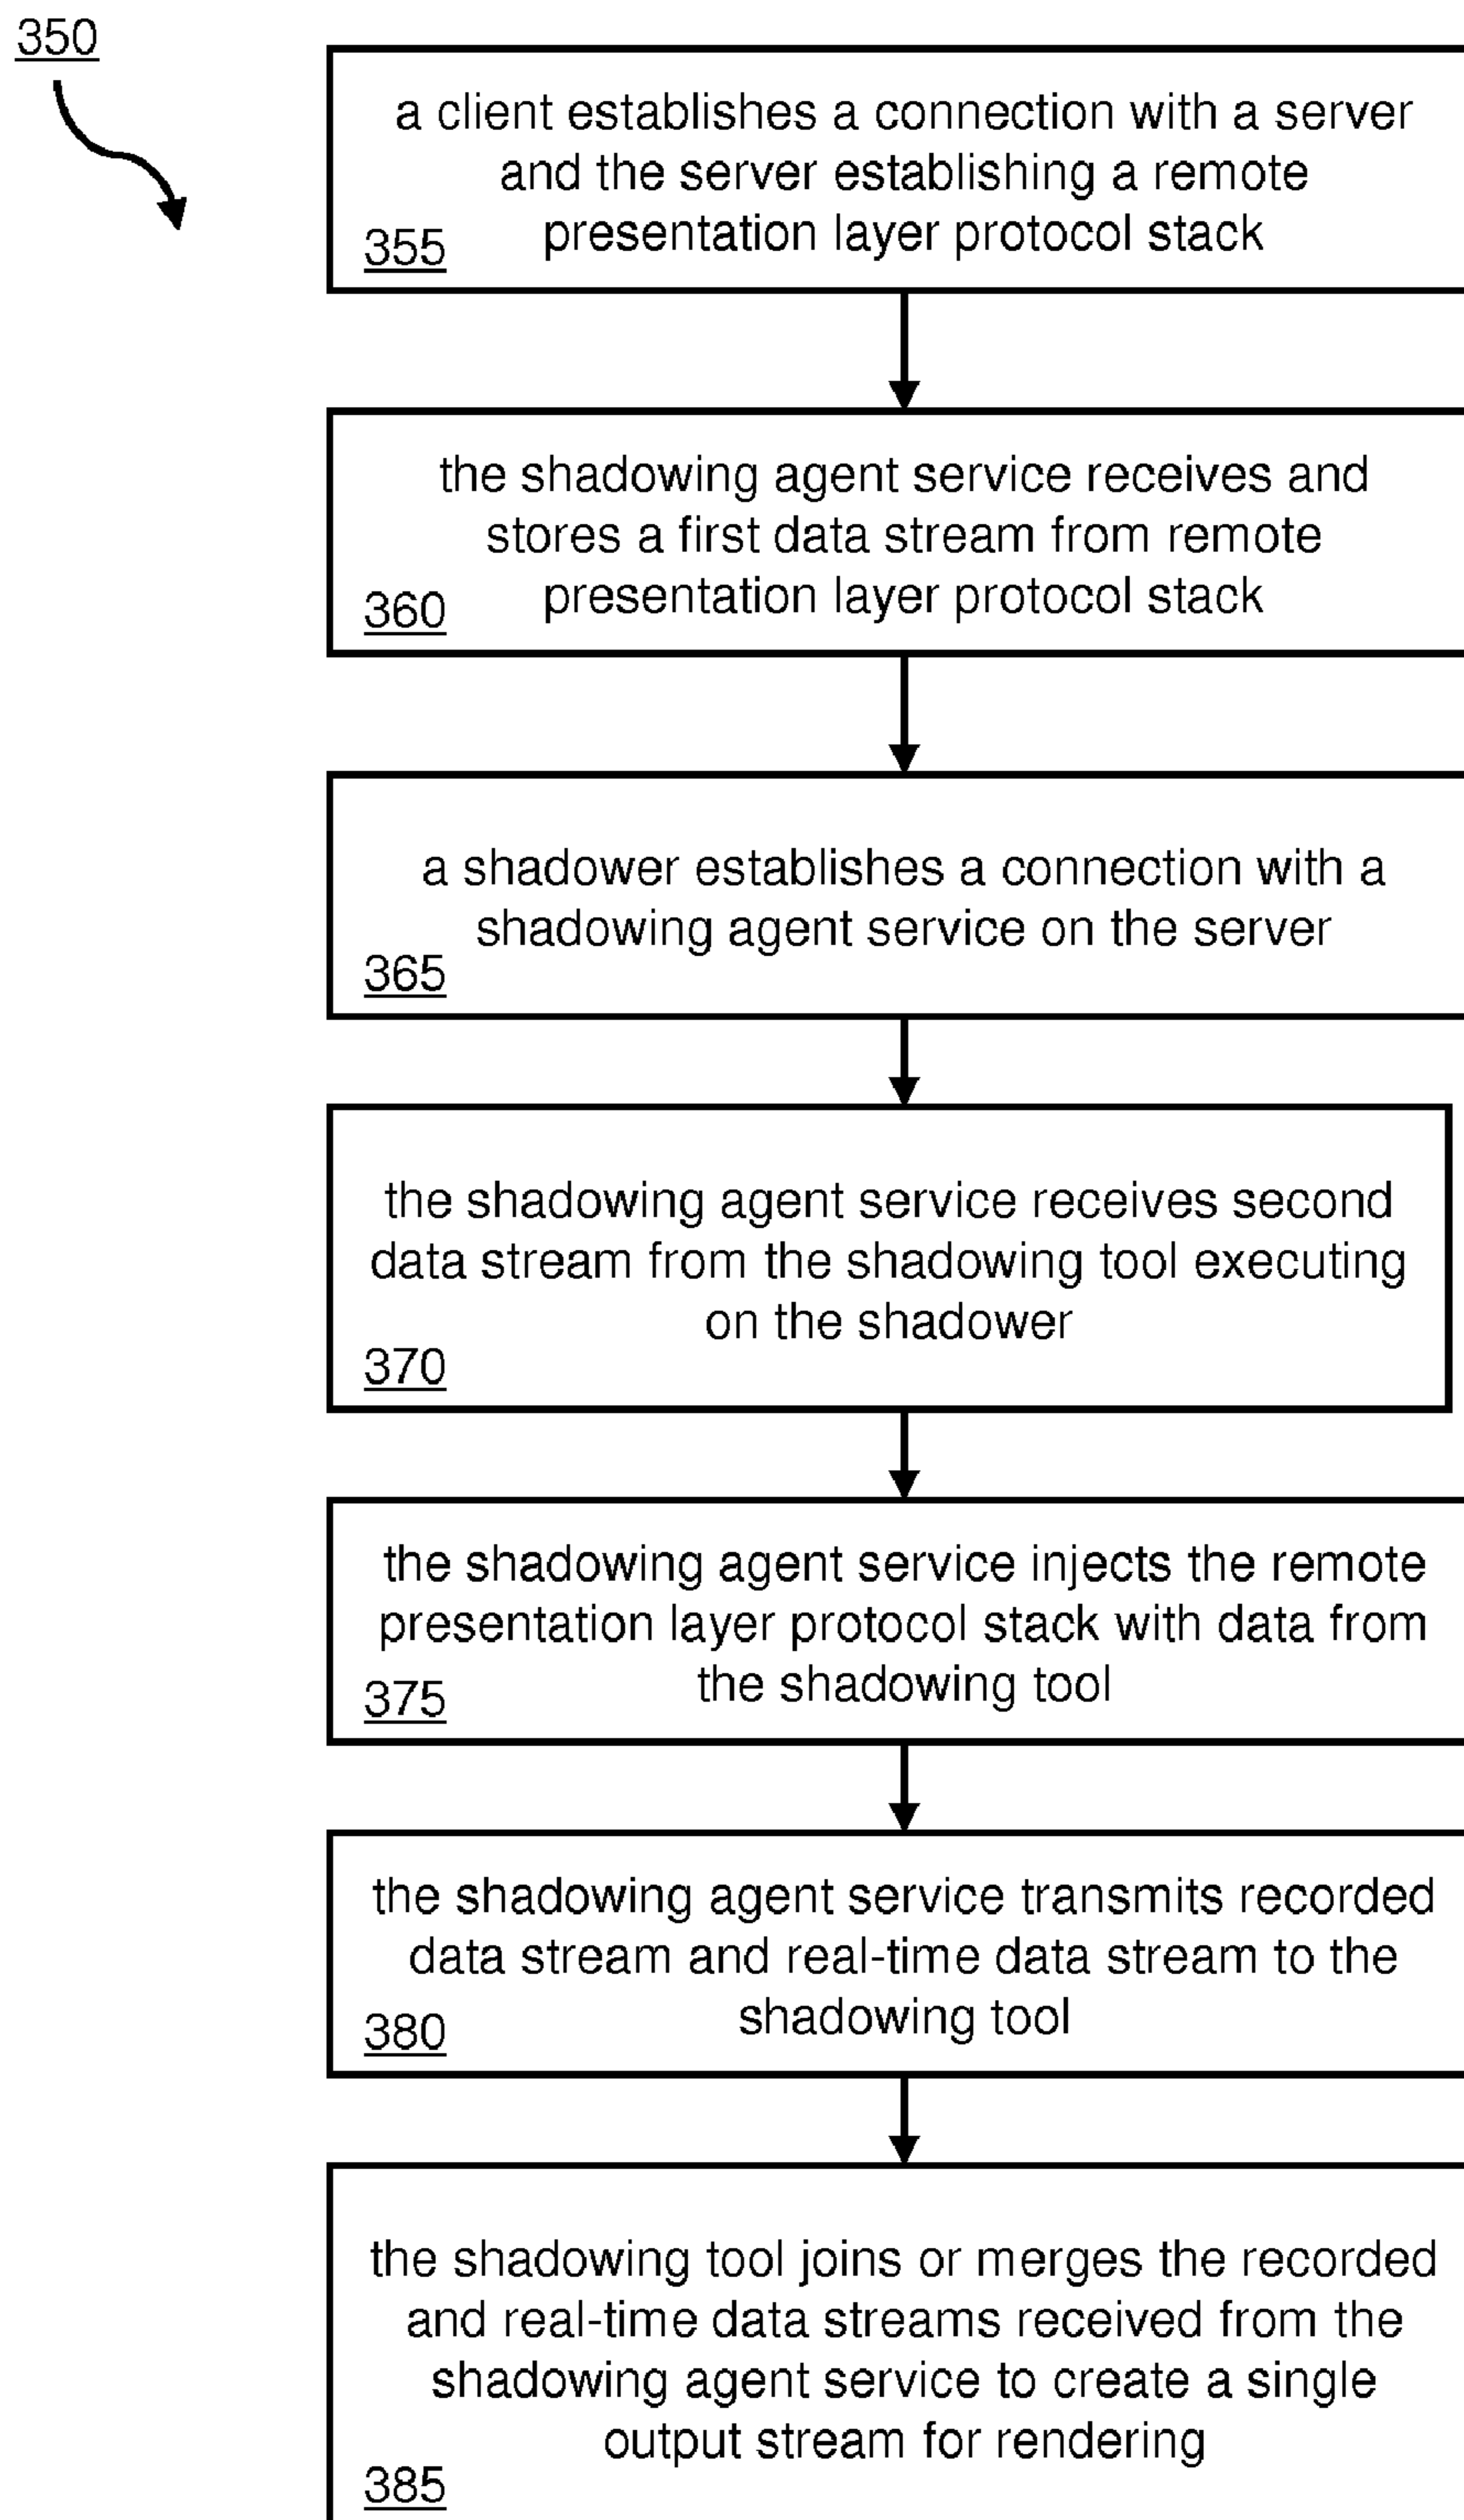 350
a client establishes a connection with a server
and the server establishing a remote
presentation layer protocol stack
355
the shadowing agent service receives and
stores a first data stream from remote
presentation layer protocol stack
360
a shadower establishes a connection with a
shadowing agent service on the server
365
the shadowing agent service receives second
data stream from the shadowing tool executing
on the shadower
370
the shadowing agent service injects the remote
presentation layer protocol stack with data from
the shadowing tool
375
the shadowing agent service transmits recorded
data stream and real-time data stream to the
shadowing tool
380
the shadowing tool joins or merges the recorded
and real-time data streams received from the
shadowing agent service to create a single
output stream for rendering
385